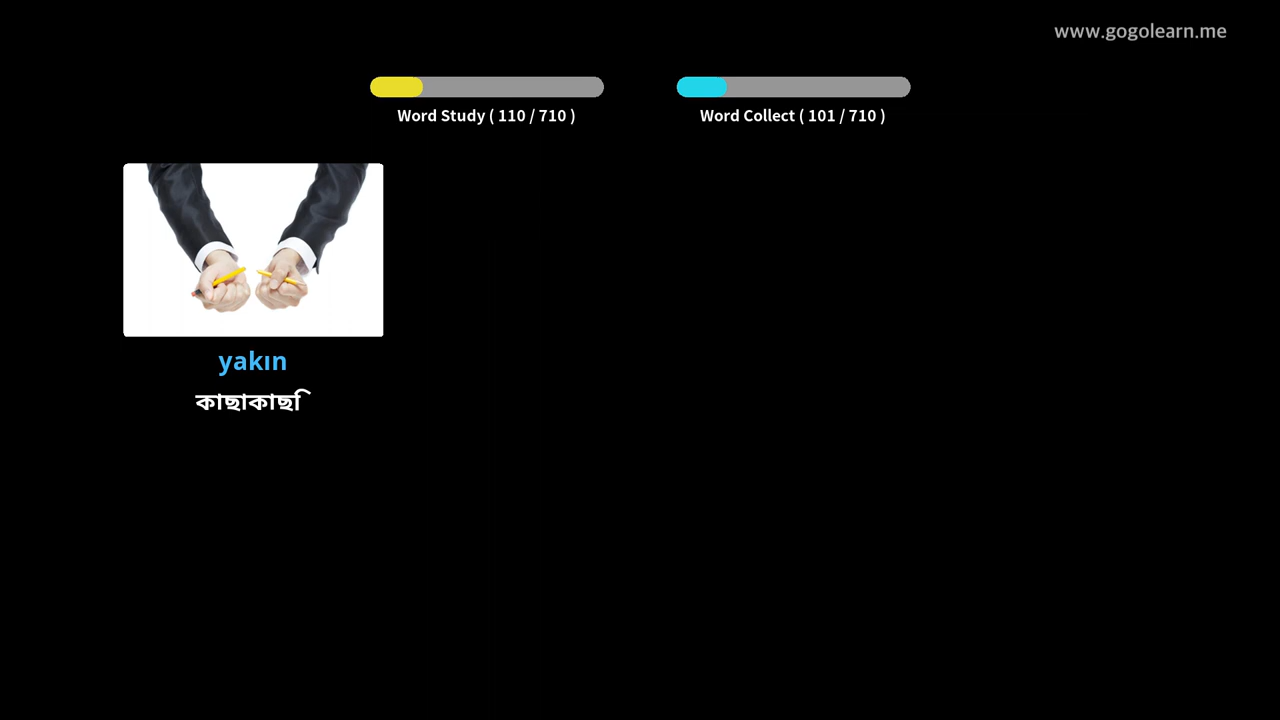 www.gogolearn.me
Word Study ( 110 / 710 )
Word Collect ( 101 / 710 )
yakın
কাছাকাছি